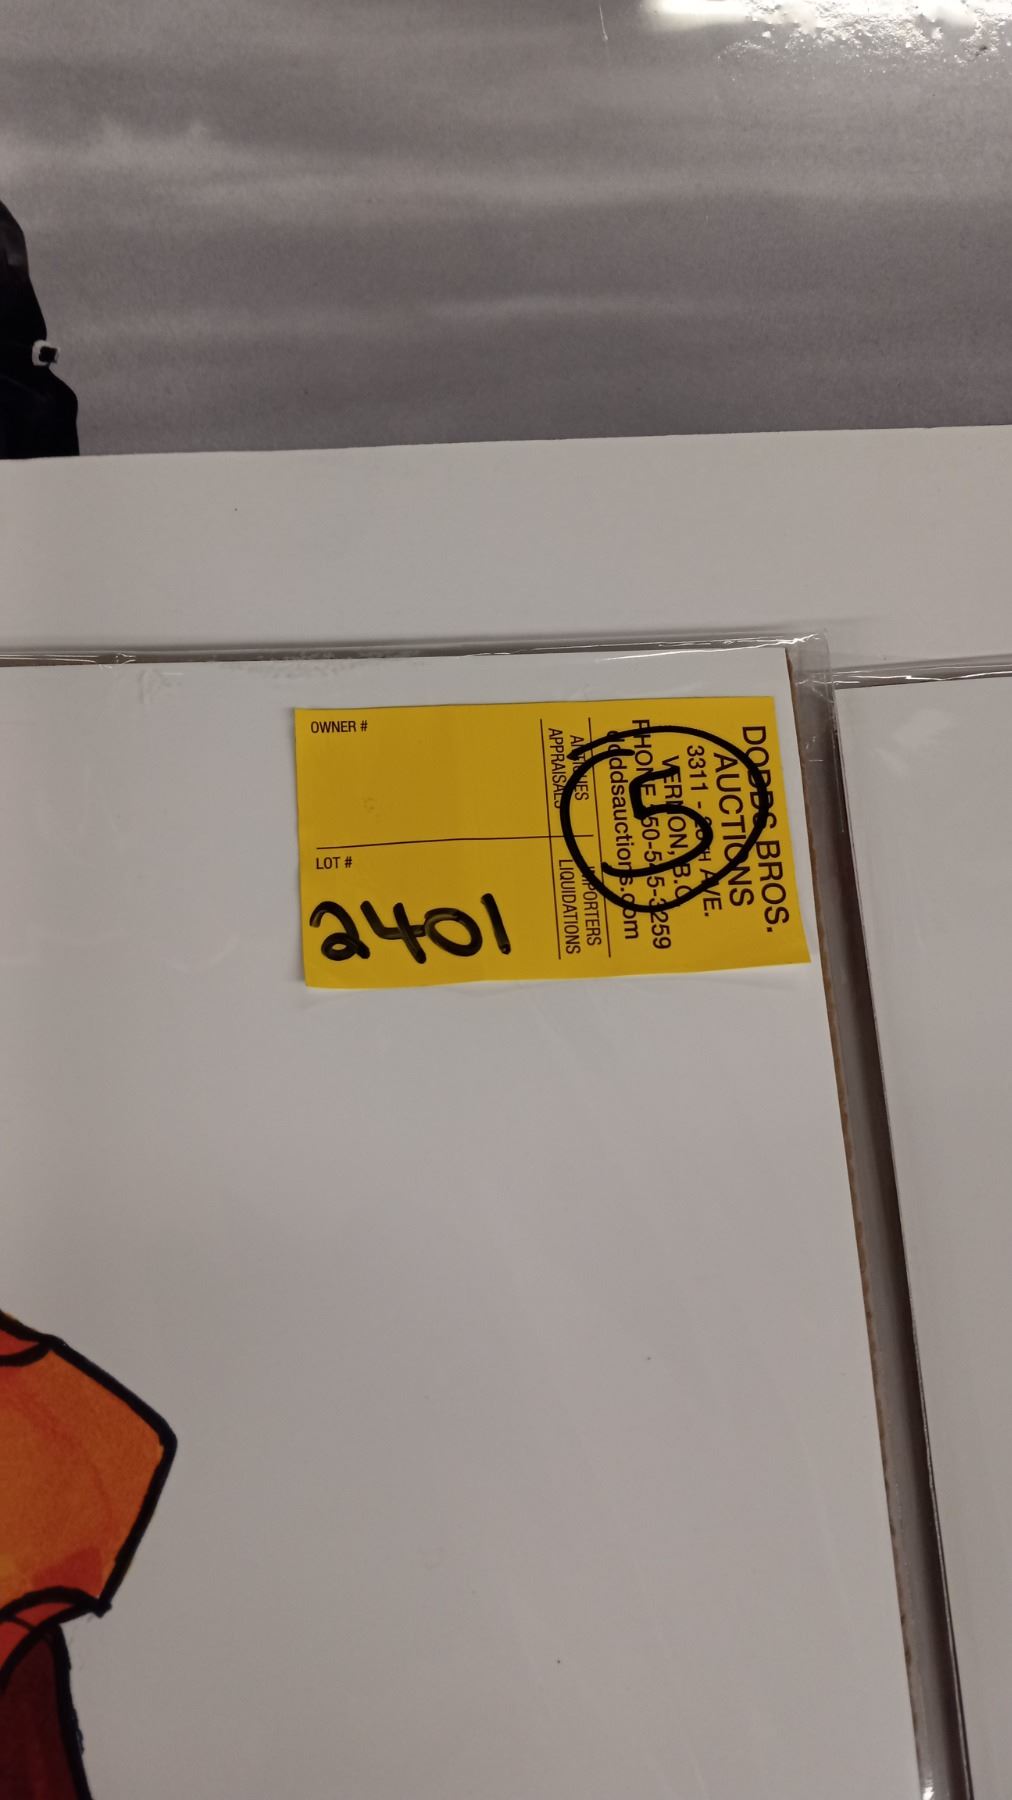 OWNER #
LOT #
2401
5
DODDS BROS.
AUCTIONS
3311 - AVE.
VERNON, B.C.
PHONE 250-545-3259
doddsauctions.com
ANTIQUES IMPORTERS
APPRAISALS LIQUIDATIONS